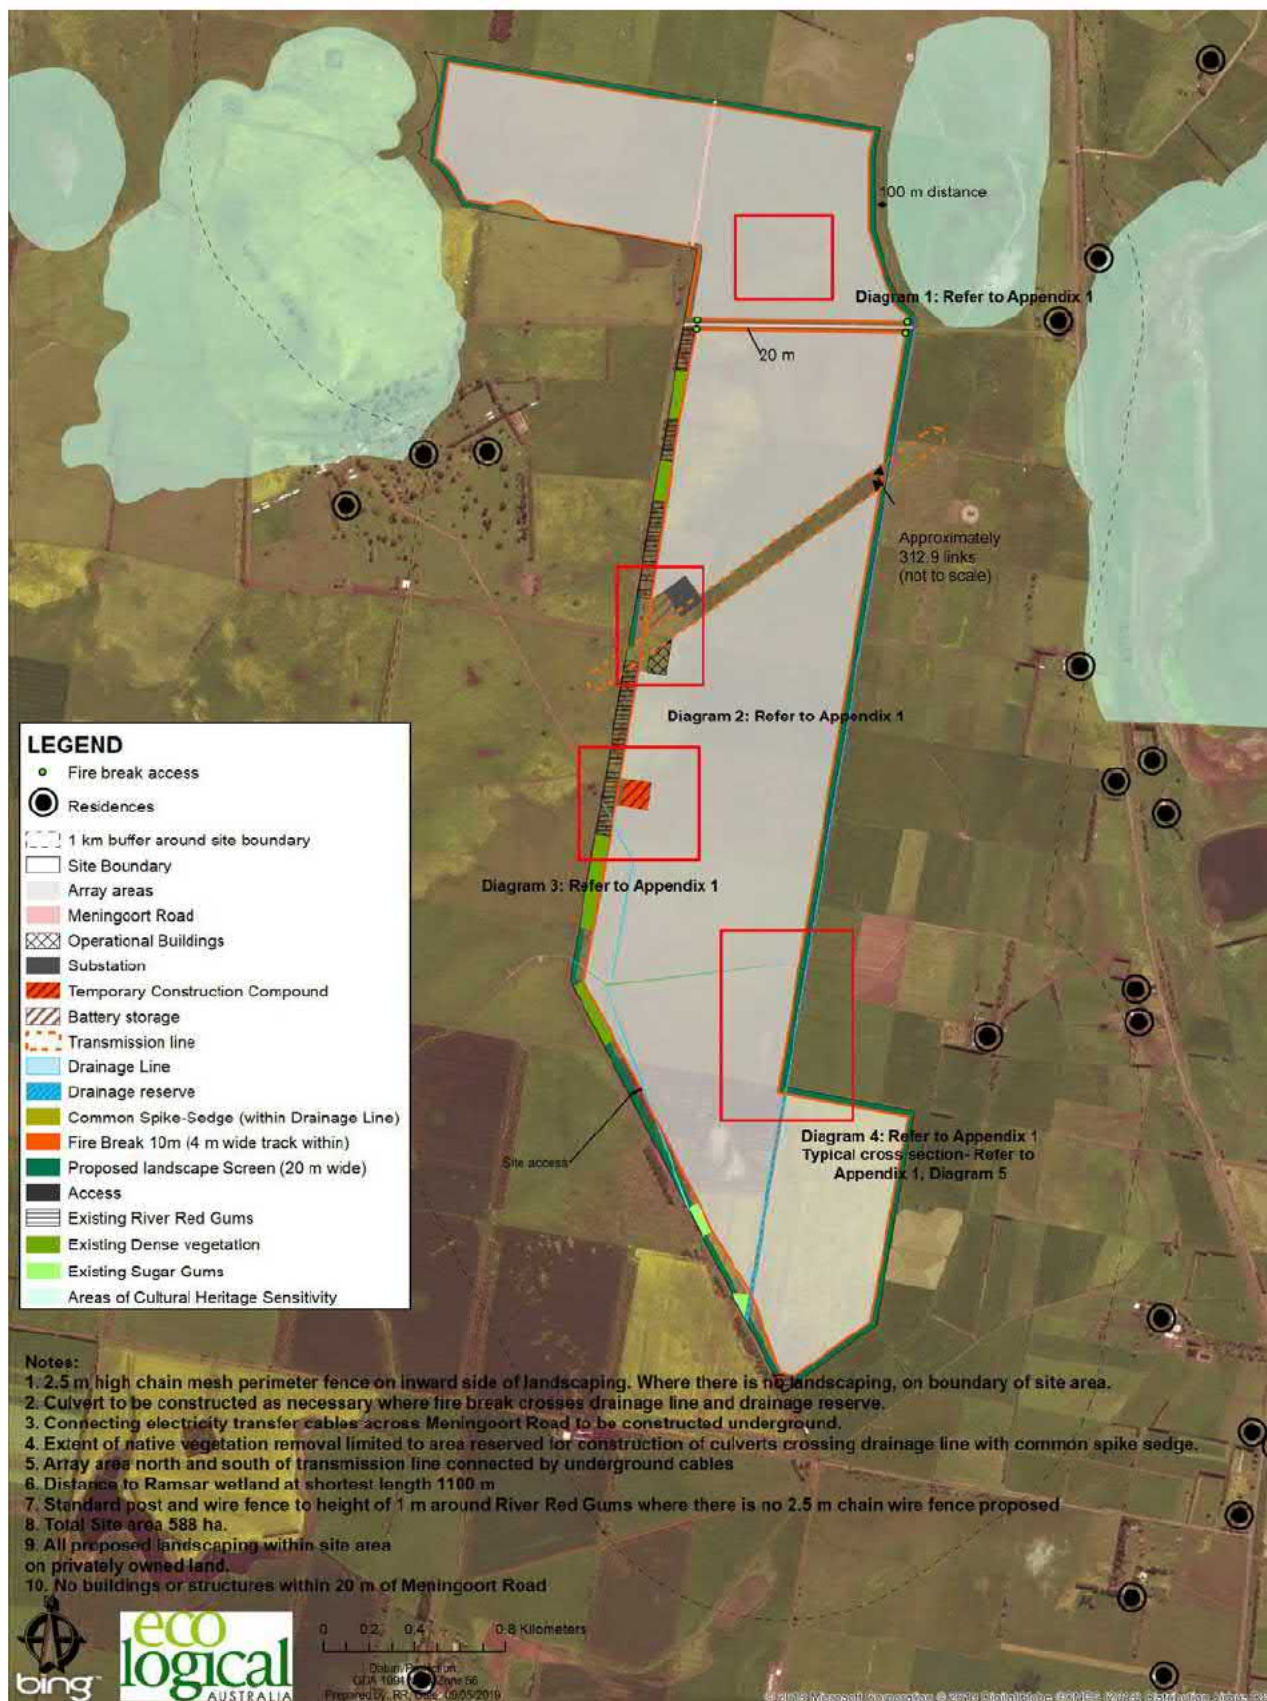 100 m distance
Diagram 1: Refer to Appendix 1
20 m
Approximately
312.9 links
(not to scale)
Diagram 2: Refer to Appendix 1
Diagram 3: Refer to Appendix 1
Diagram 4: Refer to Appendix 1
Typical cross section- Refer to
Appendix 1, Diagram 5
Site access
LEGEND
Fire break access
Residences
1 km buffer around site boundary
Site Boundary
Array areas
Meningoort Road
Operational Buildings
Substation
Temporary Construction Compound
Battery storage
Transmission line
Drainage Line
Drainage reserve
Common Spike-Sedge (within Drainage Line)
Fire Break 10m (4 m wide track within)
Proposed landscape Screen (20 m wide)
Access
Existing River Red Gums
Existing Dense vegetation
Existing Sugar Gums
Areas of Cultural Heritage Sensitivity
Notes:
1. 2.5 m high chain mesh perimeter fence on inward side of landscaping. Where there is no landscaping, on boundary of site area.
2. Culvert to be constructed as necessary where fire break crosses drainage line and drainage reserve.
3. Connecting electricity transfer cables across Meningoort Road to be constructed underground.
4. Extent of native vegetation removal limited to area reserved for construction of culverts crossing drainage line with common spike sedge.
5. Array area north and south of transmission line connected by underground cables
6. Distance to Ramsar wetland at shortest length 1100 m
7. Standard post and wire fence to height of 1 m around River Red Gums where there is no 2.5 m chain wire fence proposed
8. Total Site area 588 ha.
9. All proposed landscaping within site area
on privately owned land.
10. No buildings or structures within 20 m of Meningoort Road
bing
eco
logical
AUSTRALIA
0 0.2 0.4 0.8 Kilometers
Prepared by: RR, Date: 09/05/2019